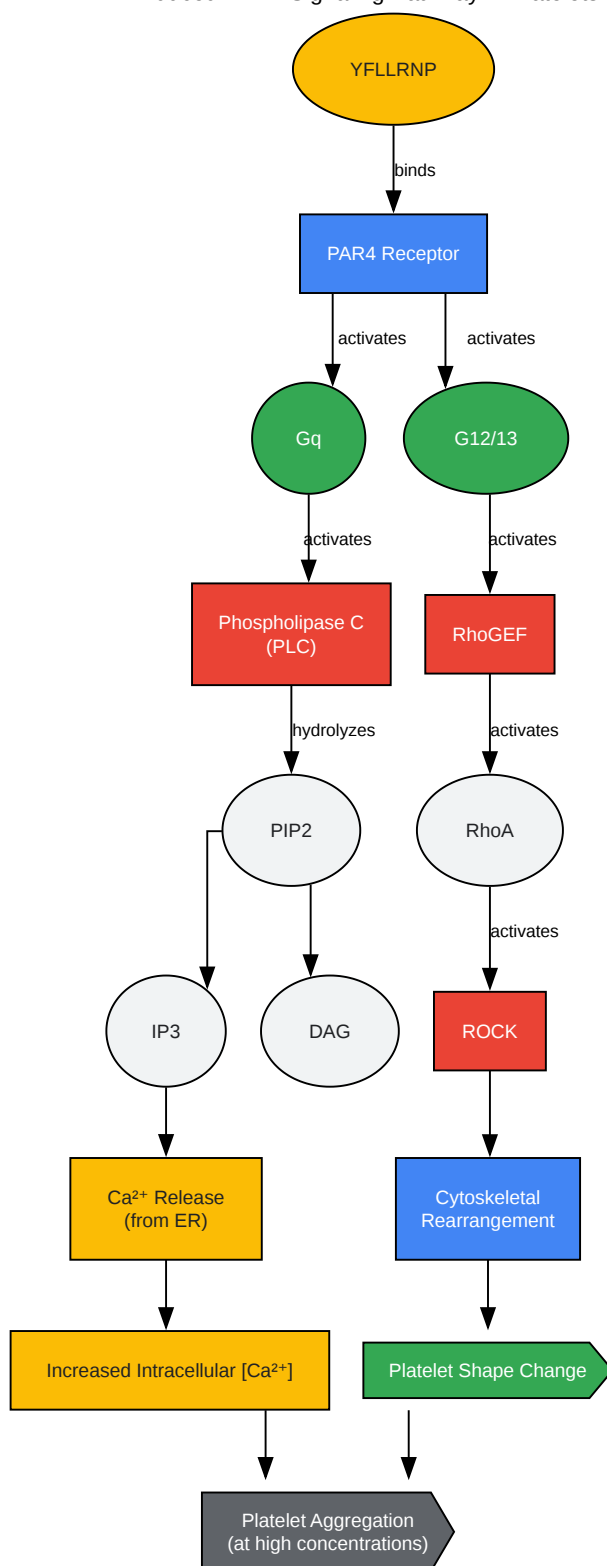 YFLLRNP
binds
PAR4 Receptor
activates
activates
Gq
G12/13
activates
activates
Phospholipase C
(PLC)
RhoGEF
hydrolyzes
activates
PIP2
RhoA
activates
IP3
DAG
ROCK
Ca²⁺ Release
(from ER)
Cytoskeletal
Rearrangement
Increased Intracellular [Ca²⁺]
Platelet Shape Change
Platelet Aggregation
(at high concentrations)